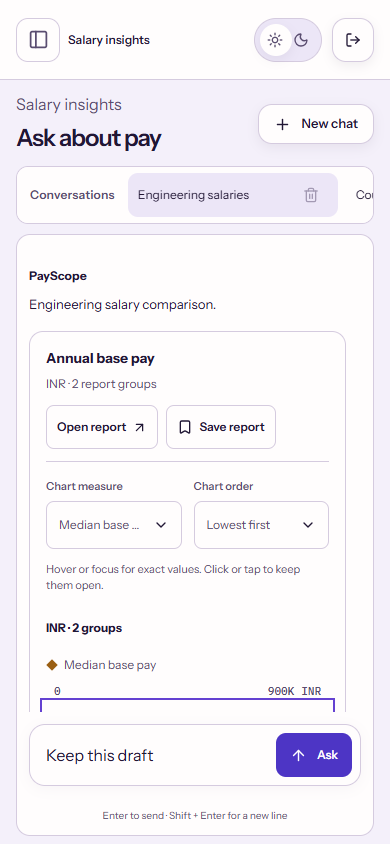 Salary insights
Salary insights
Ask about pay
New chat
Conversations
Engineering salaries
Cou
PayScope
Engineering salary comparison.
Annual base pay
INR · 2 report groups
Open report
Save report
Chart measure
Chart order
Median base ...
Lowest first
Hover or focus for exact values. Click or tap to keep
them open.
INR · 2 groups
Median base pay
0
900K INR
Keep this draft
Ask
Enter to send · Shift + Enter for a new line